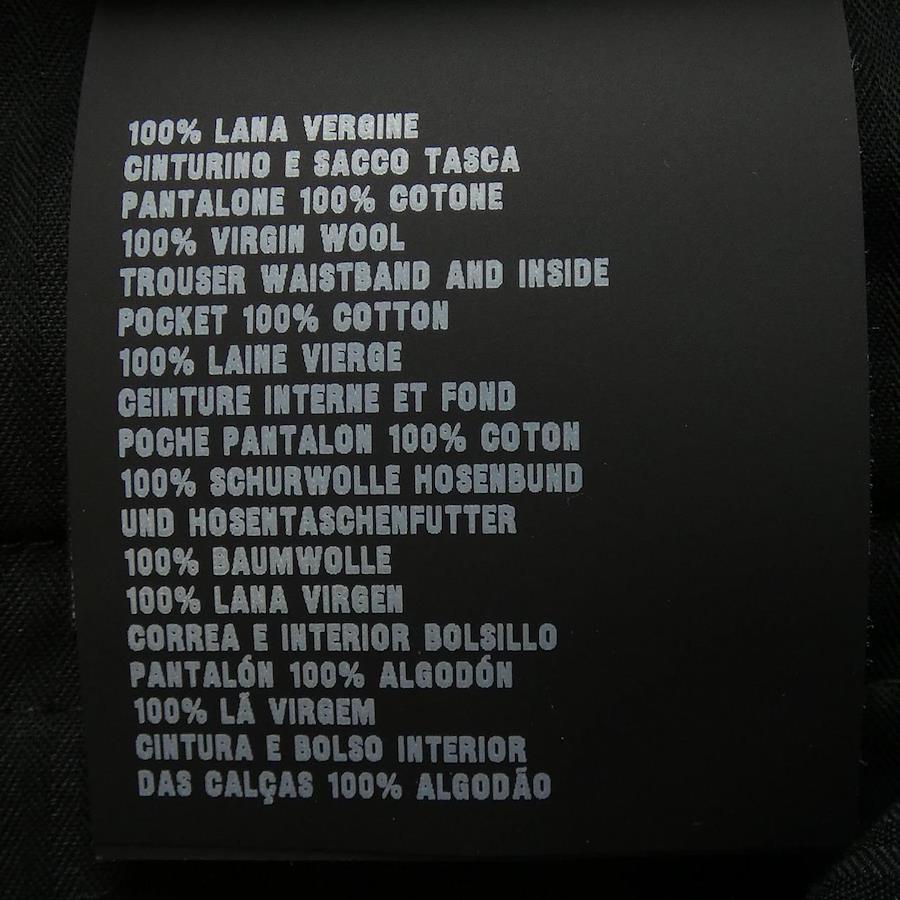 100% LANA VERGINE
CINTURINO E SACCO TASCA
PANTALONE 100% COTONE
100% VIRGIN WOOL
TROUSER WAISTBAND AND INSIDE
POCKET 100% COTTON
100% LAINE VIERGE
CEINTURE INTERNE ET FOND
POCHE PANTALON 100% COTON
100% SCHURWOLLE HOSENBUND
UND HOSENTASCHENFUTTER
100% BAUMWOLLE
100% LANA VIRGEN
CORREA E INTERIOR BOLSILLO
PANTALÓN 100% ALGODÓN
100% LÃ VIRGEM
CINTURA E BOLSO INTERIOR
DAS CALÇAS 100% ALGODÃO